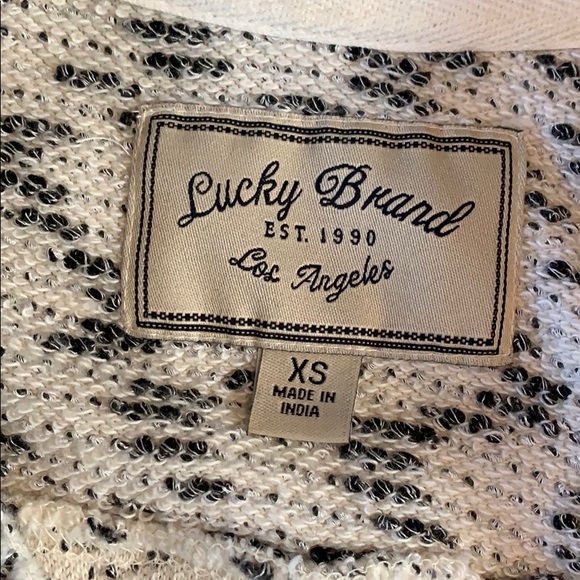 Lucky Brand
EST. 1990
Los Angeles
XS
MADE IN
INDIA